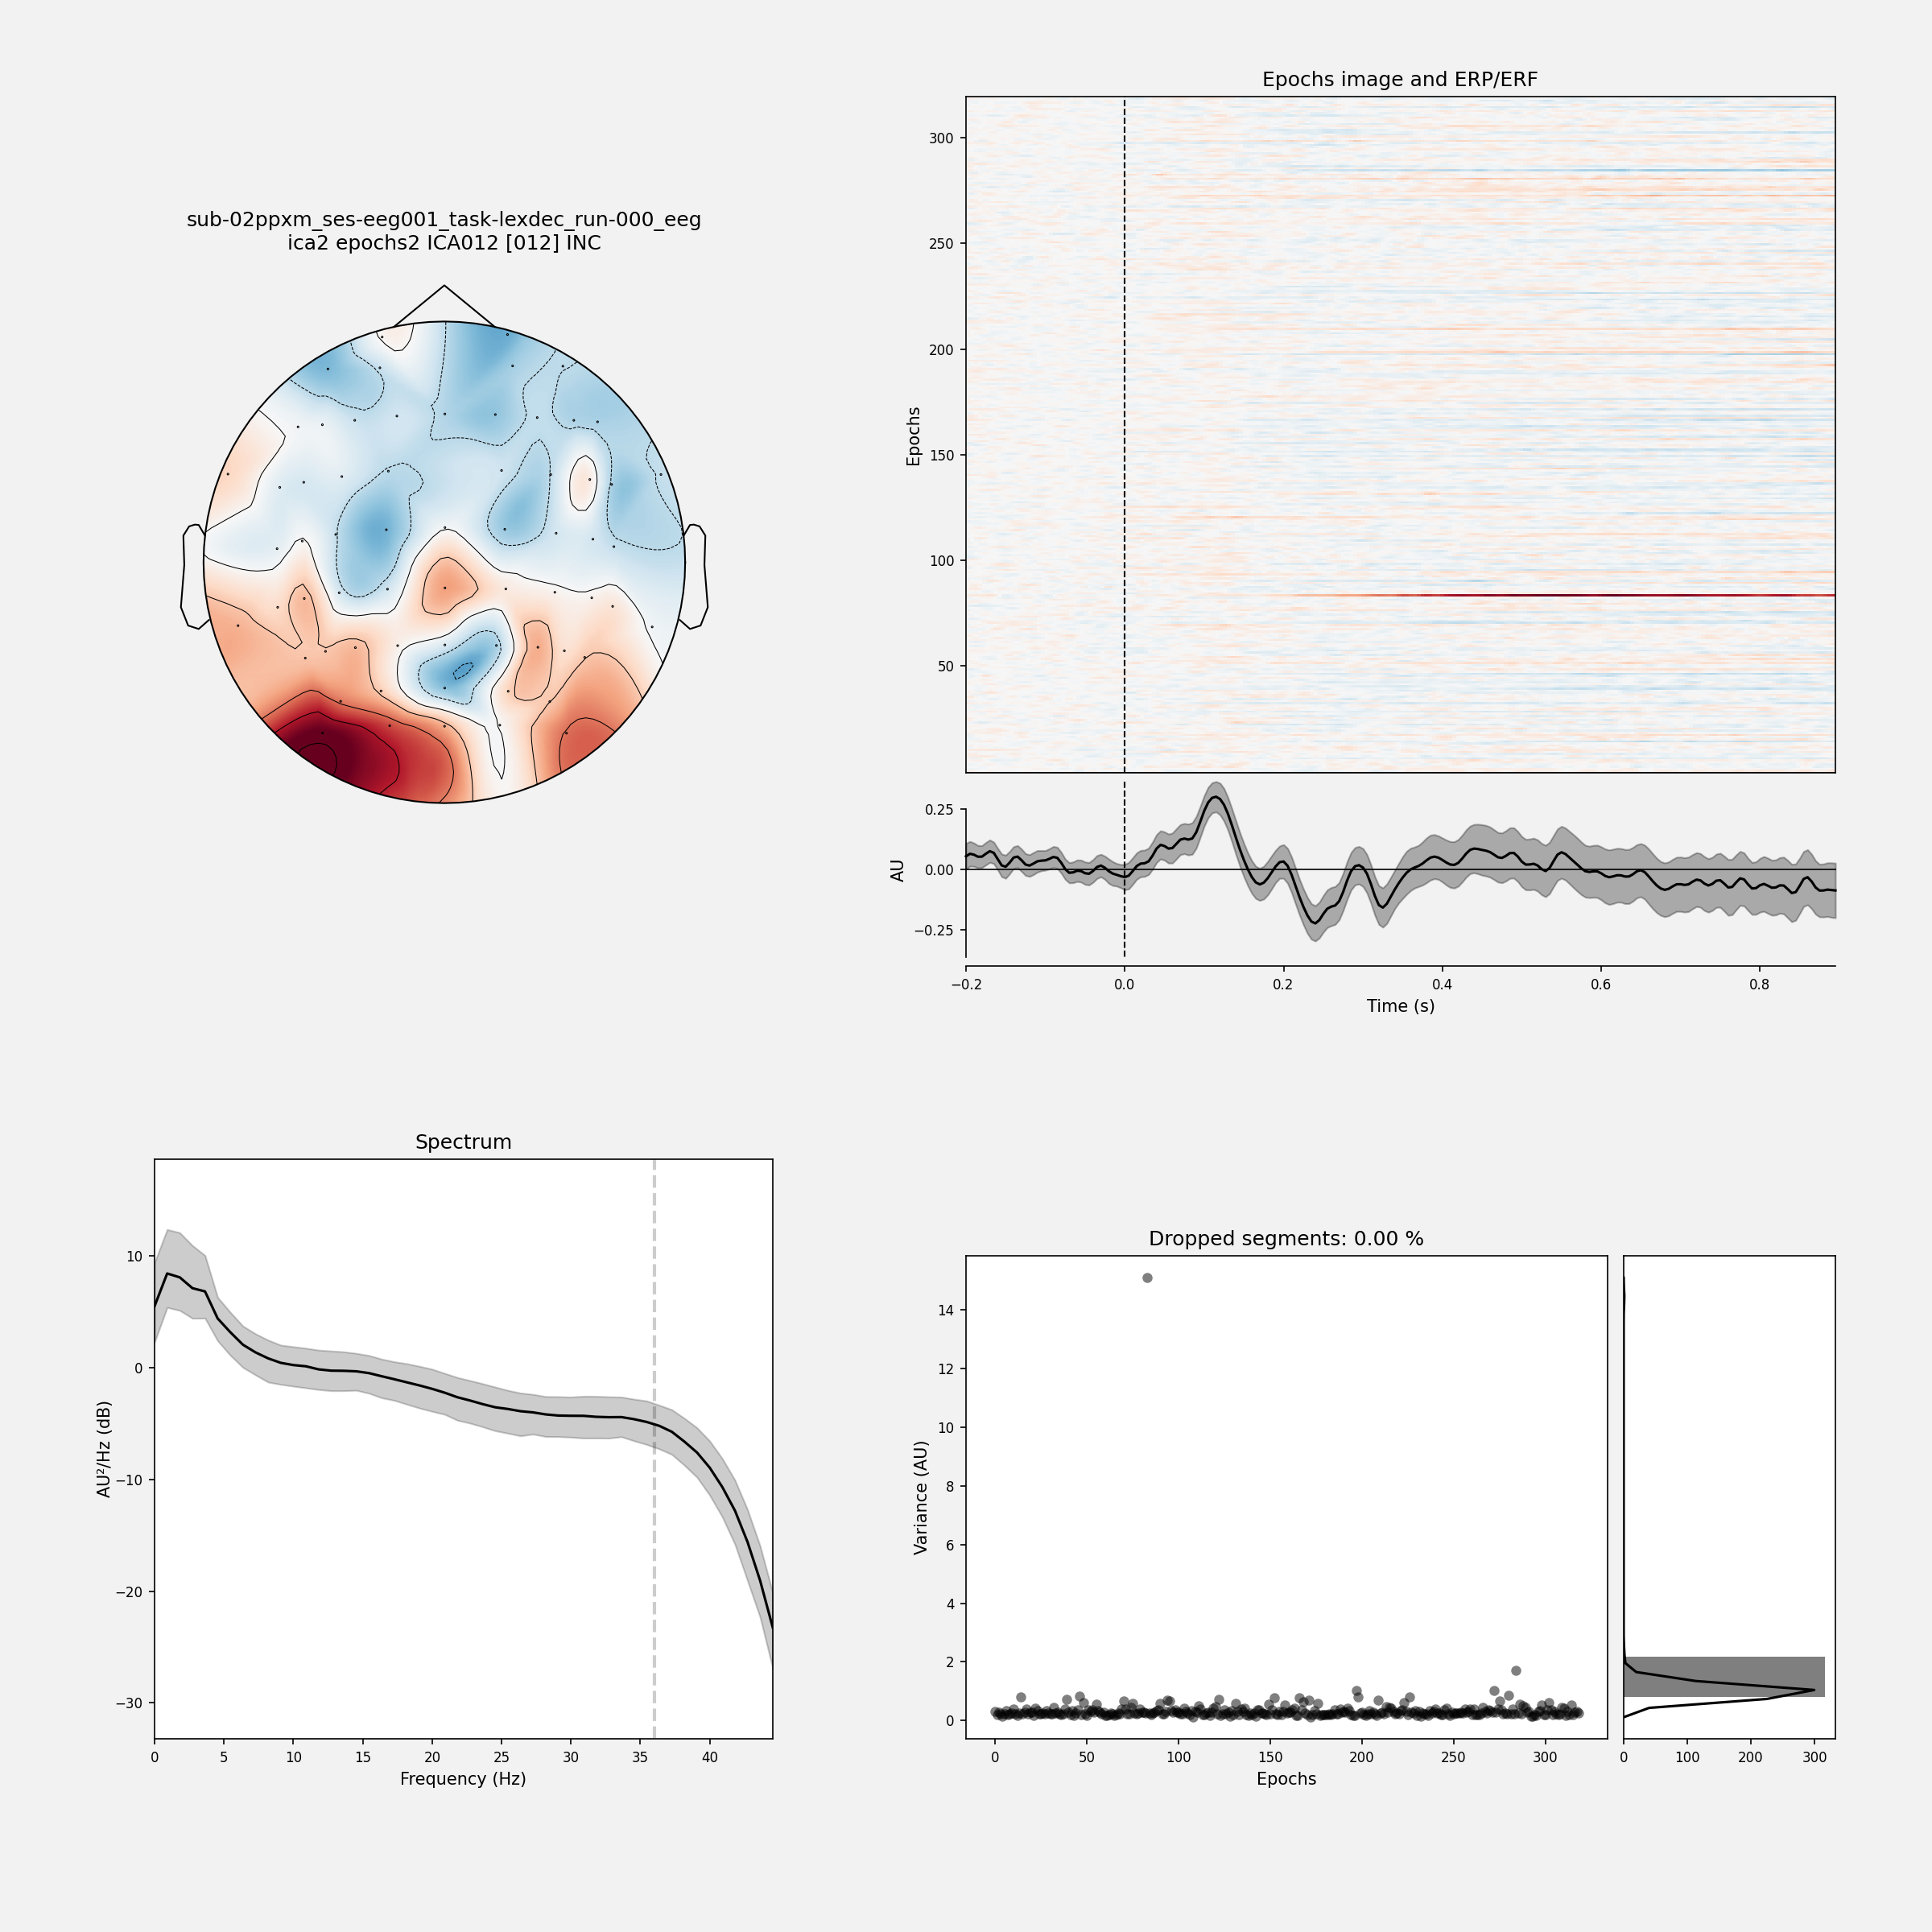 sub-02ppxm_ses-eeg001_task-lexdec_run-000_eeg
ica2 epochs2 ICA012 [012] INC
Epochs image and ERP/ERF
300
250
200
150
100
50
Epochs
0.25
0.00
−0.25
AU
−0.2 0.0 0.2 0.4 0.6 0.8
Time (s)
Spectrum
10
0
−10
−20
−30
AU²/Hz (dB)
0 5 10 15 20 25 30 35 40
Frequency (Hz)
Dropped segments: 0.00 %
14
12
10
8
6
4
2
0
Variance (AU)
0 50 100 150 200 250 300
Epochs
0 100 200 300